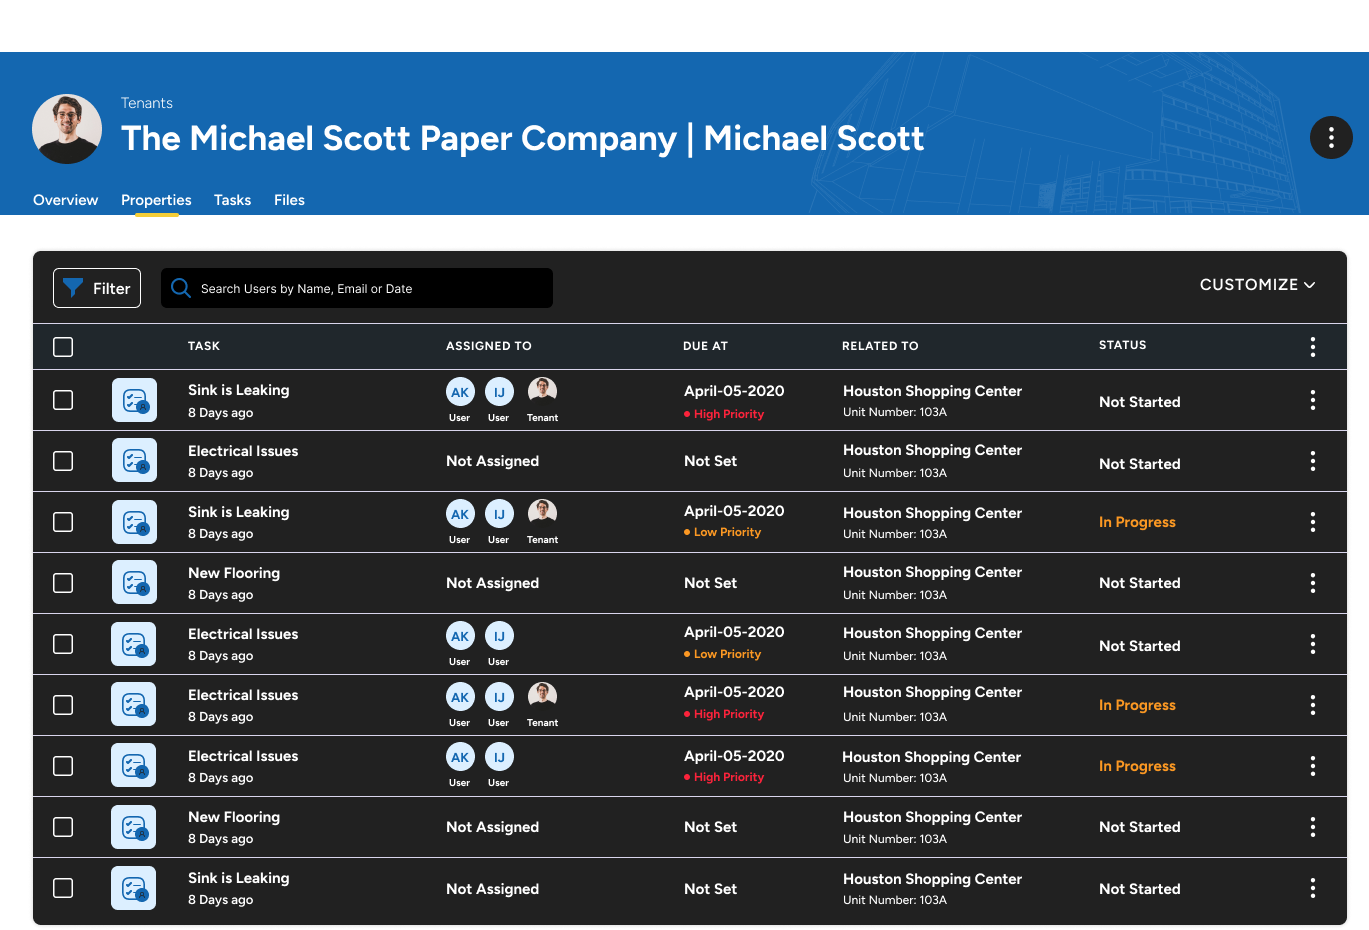 Tenants
The Michael Scott Paper Company | Michael Scott
Overview Properties Tasks Files
Filter Search Users by Name, Email or Date CUSTOMIZE
TASK ASSIGNED TO DUE AT RELATED TO STATUS
Sink is Leaking AK IJ April-05-2020 Houston Shopping Center Not Started
8 Days ago User User Tenant High Priority Unit Number: 103A
Electrical Issues Not Assigned Not Set Houston Shopping Center Not Started
8 Days ago Unit Number: 103A
Sink is Leaking AK IJ April-05-2020 Houston Shopping Center In Progress
8 Days ago User User Tenant Low Priority Unit Number: 103A
New Flooring Not Assigned Not Set Houston Shopping Center Not Started
8 Days ago Unit Number: 103A
Electrical Issues AK IJ April-05-2020 Houston Shopping Center Not Started
8 Days ago User User Low Priority Unit Number: 103A
Electrical Issues AK IJ April-05-2020 Houston Shopping Center In Progress
8 Days ago User User Tenant High Priority Unit Number: 103A
Electrical Issues AK IJ April-05-2020 Houston Shopping Center In Progress
8 Days ago User User High Priority Unit Number: 103A
New Flooring Not Assigned Not Set Houston Shopping Center Not Started
8 Days ago Unit Number: 103A
Sink is Leaking Not Assigned Not Set Houston Shopping Center Not Started
8 Days ago Unit Number: 103A